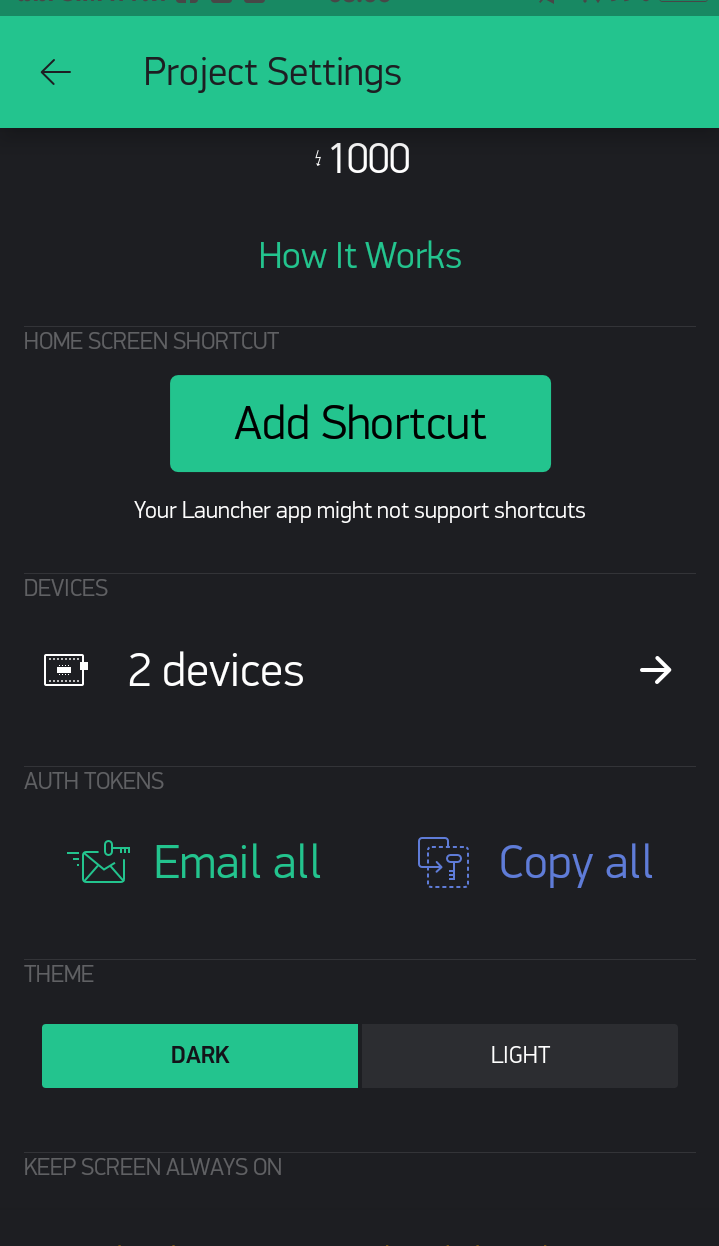 Project Settings
1000
How It Works
HOME SCREEN SHORTCUT
Add Shortcut
Your Launcher app might not support shortcuts
DEVICES
2 devices
AUTH TOKENS
Email all
Copy all
THEME
DARK
LIGHT
KEEP SCREEN ALWAYS ON